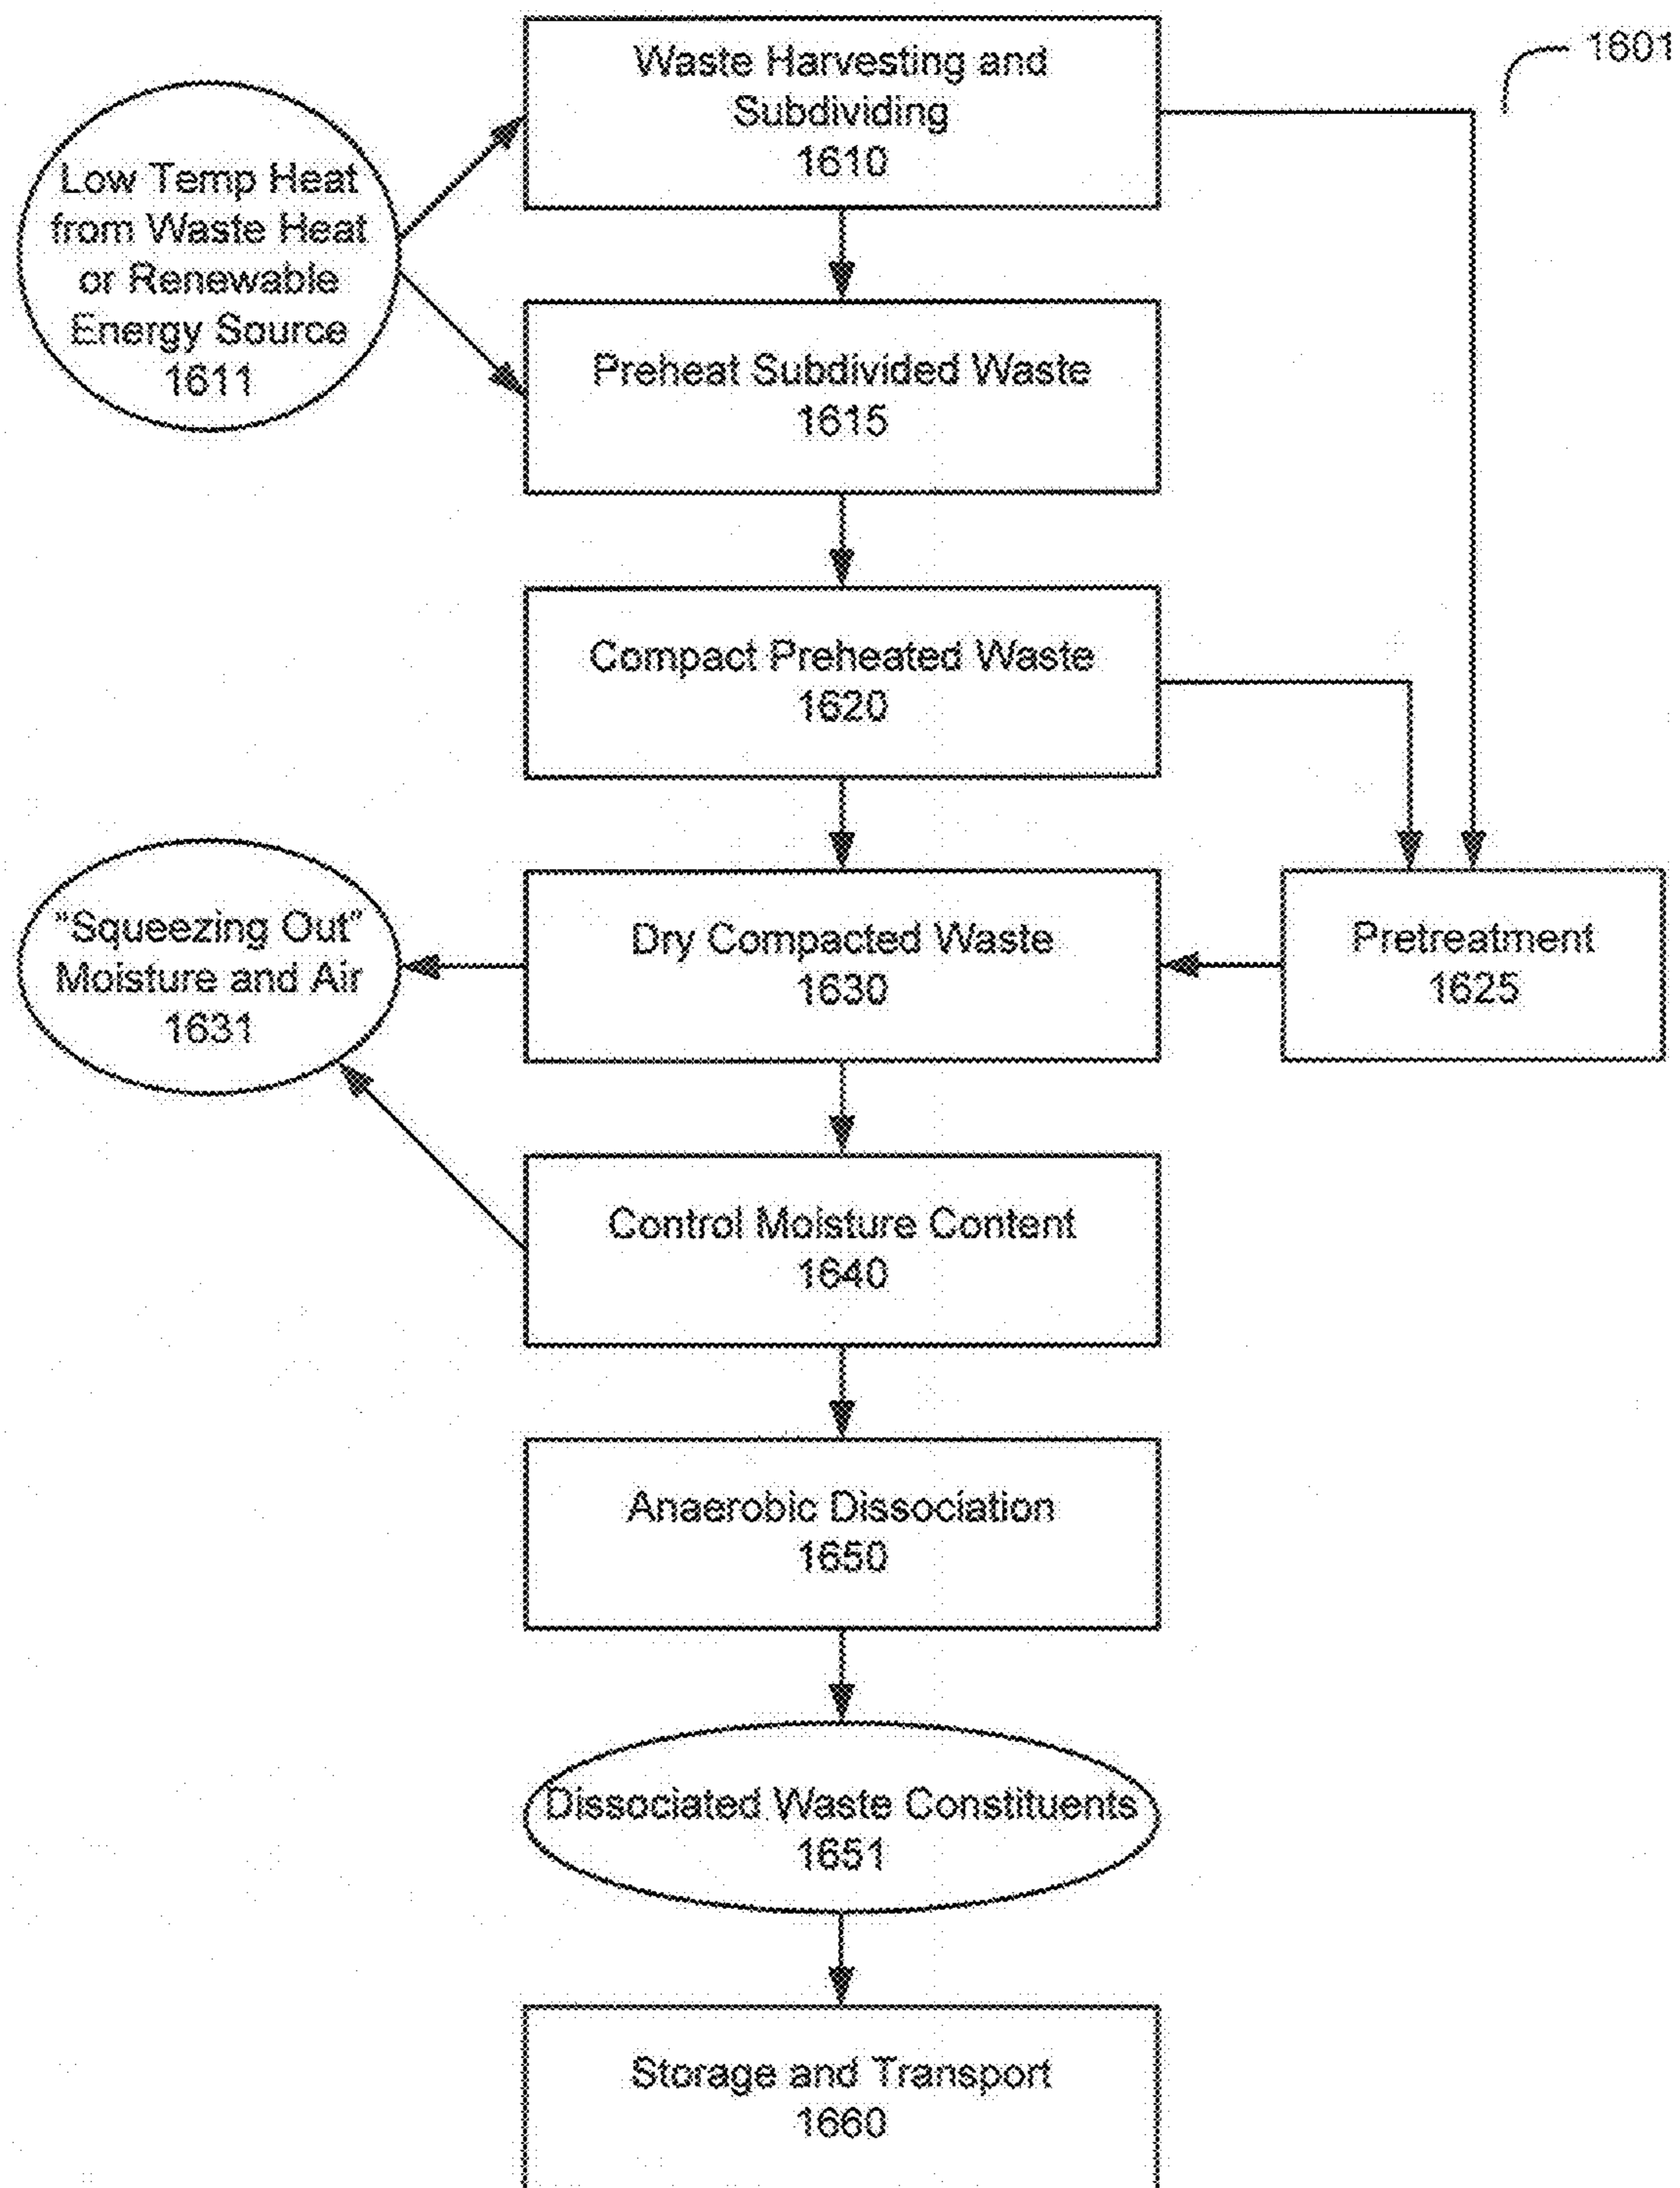 1601
Waste Harvesting and
Subdividing
1610
Low Temp Heat
from Waste Heat
or Renewable
Energy Source
1611
Preheat Subdivided Waste
1615
Compact Preheated Waste
1620
"Squeezing Out"
Moisture and Air
1631
Dry Compacted Waste
1630
Pretreatment
1625
Control Moisture Content
1640
Anaerobic Dissociation
1650
Dissociated Waste Constituents
1651
Storage and Transport
1660